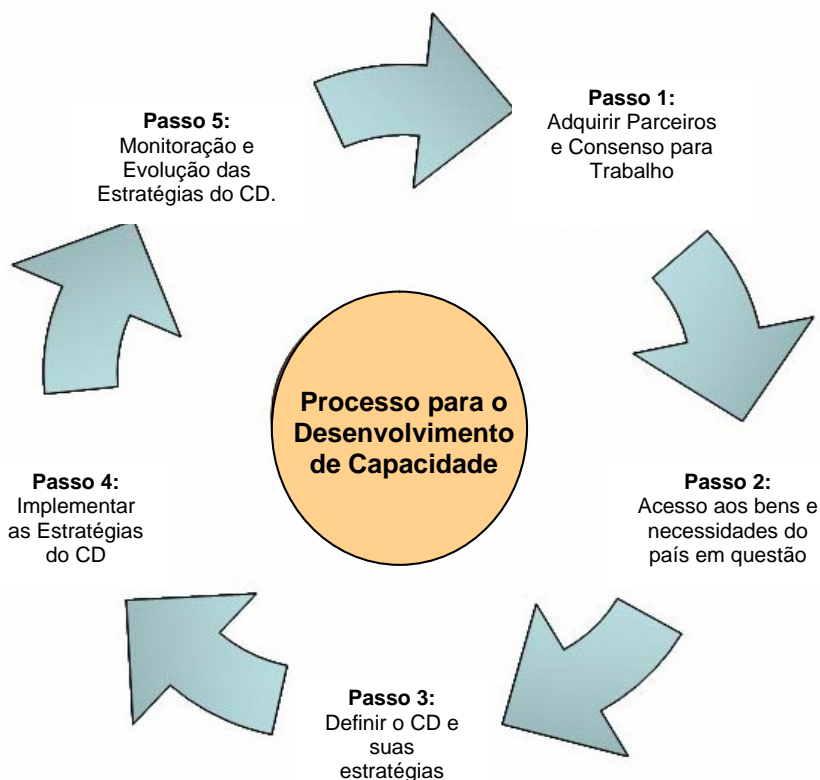 Passo 1:
Adquirir Parceiros
e Consenso para
Trabalho
Passo 2:
Acesso aos bens e
necessidades do
país em questão
Passo 3:
Definir o CD e
suas
estratégias
Passo 4:
Implementar
as Estratégias
do CD
Passo 5:
Monitoração e
Evolução das
Estratégias do CD.
Processo para o
Desenvolvimento
de Capacidade